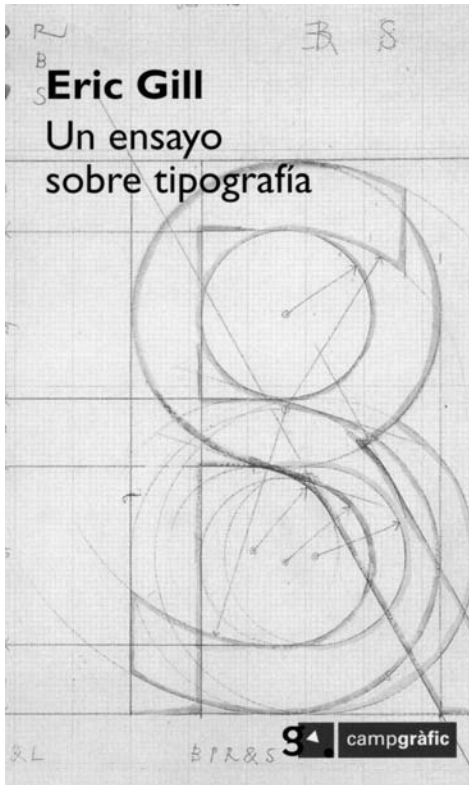 R
B S
B
S
Eric Gill
Un ensayo
sobre tipografía
& L
B P R & S
g
campgràfic